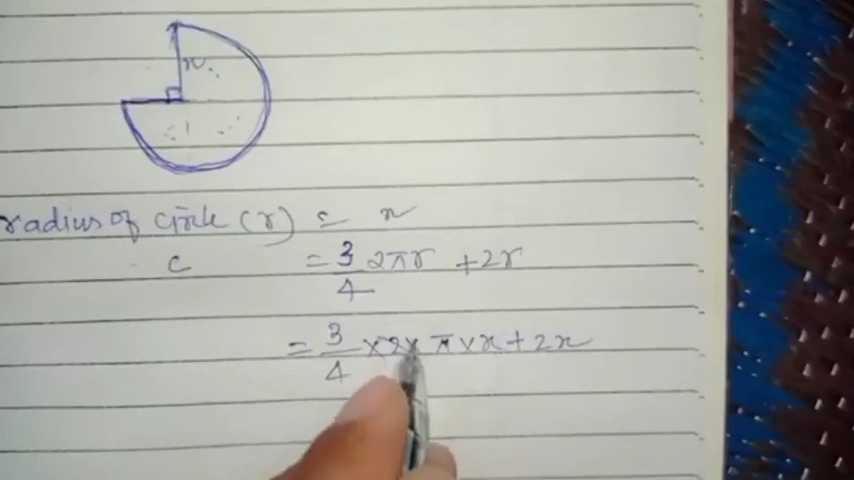 x
radius of circle (r) = x
c = 3/4 2πr + 2r
= 3/4 × 2 × π × x + 2x